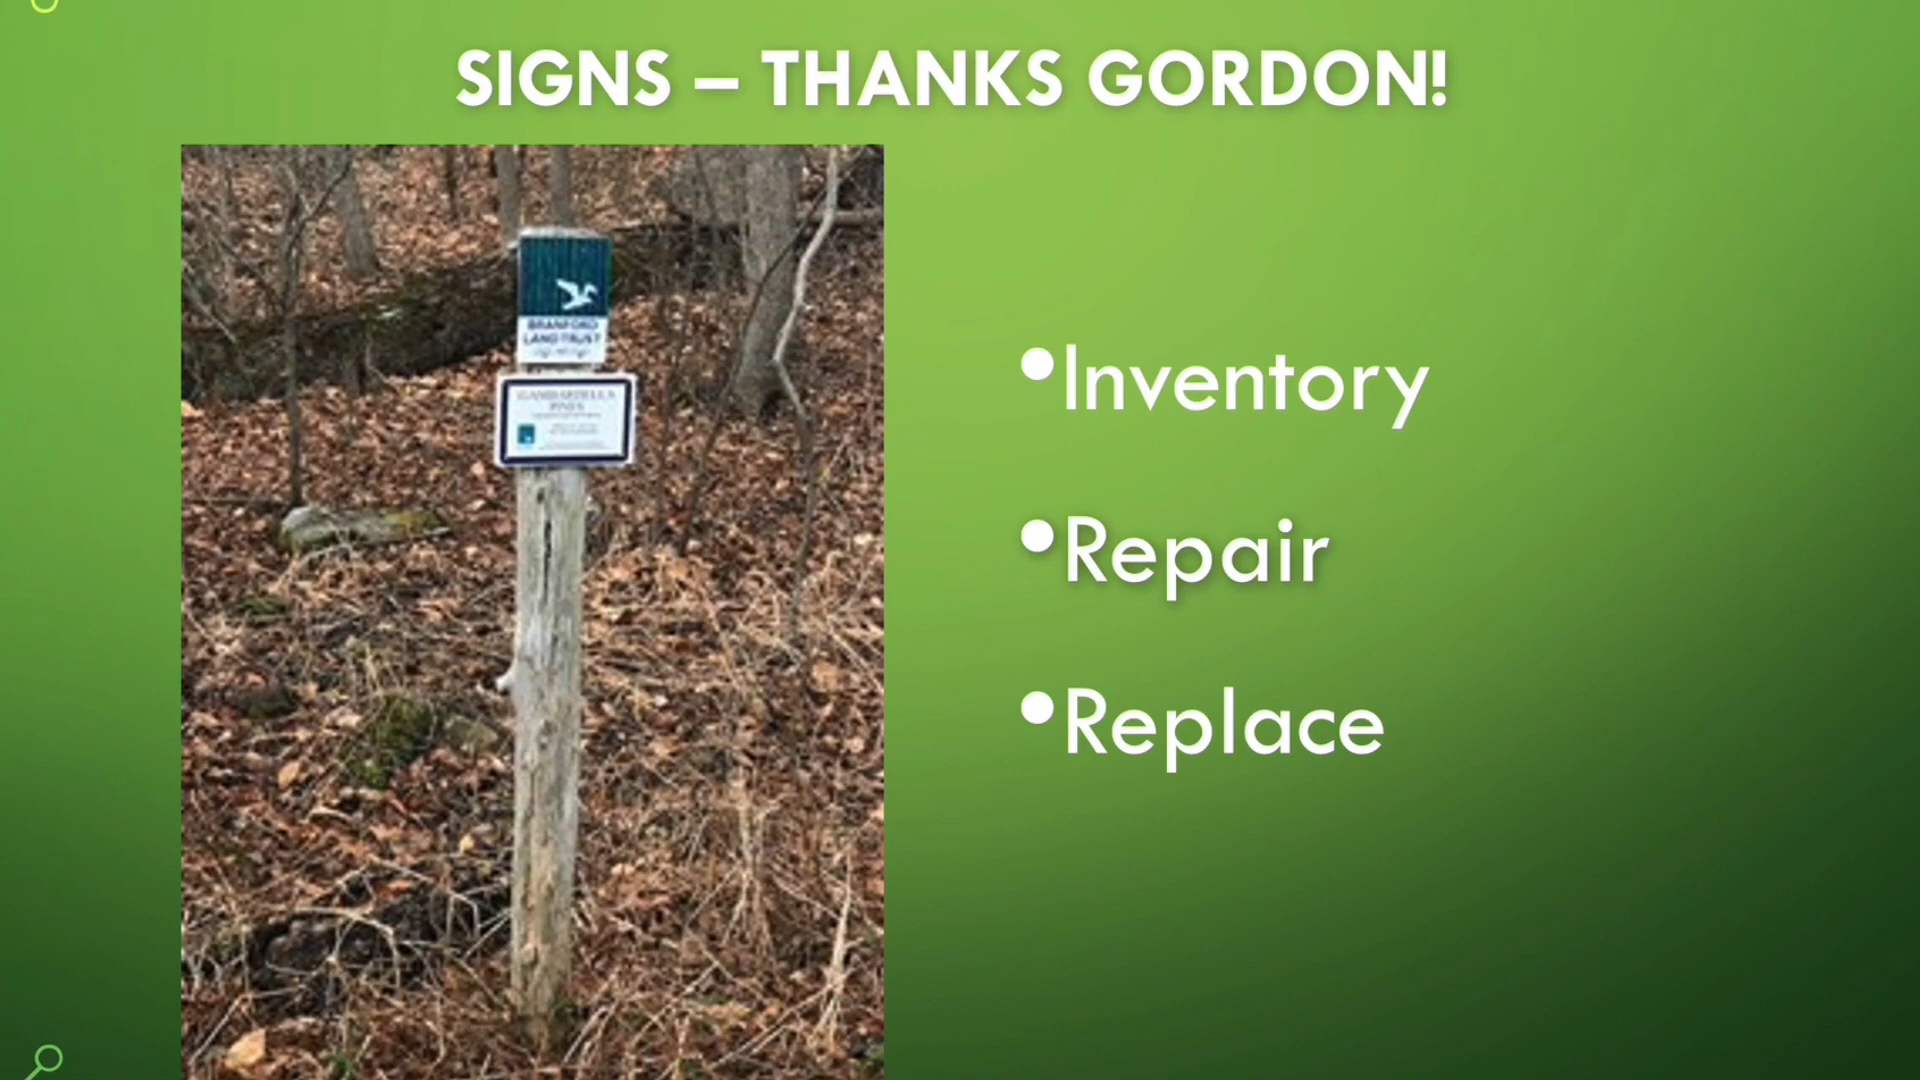 SIGNS – THANKS GORDON!
BRANFORD
LAND TRUST
•Inventory
•Repair
•Replace